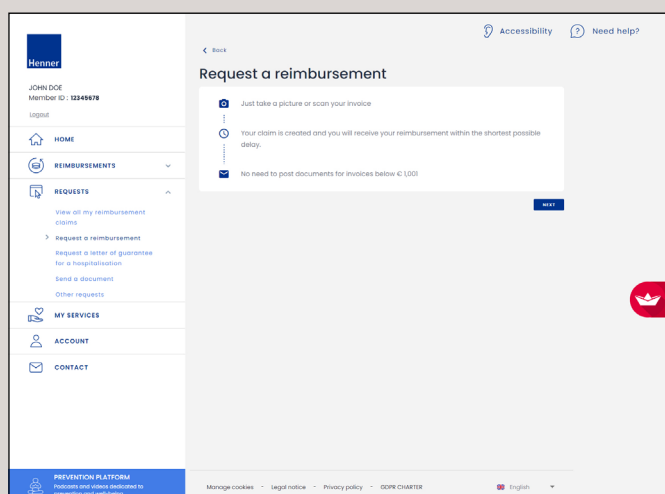 Accessibility
Need help?
Back
Henner
Request a reimbursement
JOHN DOE
Member ID : 12345678
Logout
Just take a picture or scan your invoice
Your claim is created and you will receive your reimbursement within the shortest possible
delay.
No need to post documents for invoices below € 1,001
NEXT
HOME
REIMBURSEMENTS
REQUESTS
View all my reimbursement
claims
Request a reimbursement
Request a letter of guarantee
for a hospitalisation
Send a document
Other requests
MY SERVICES
ACCOUNT
CONTACT
PREVENTION PLATFORM
Podcasts and videos dedicated to
prevention and well-being
Manage cookies - Legal notice - Privacy policy - GDPR CHARTER
English